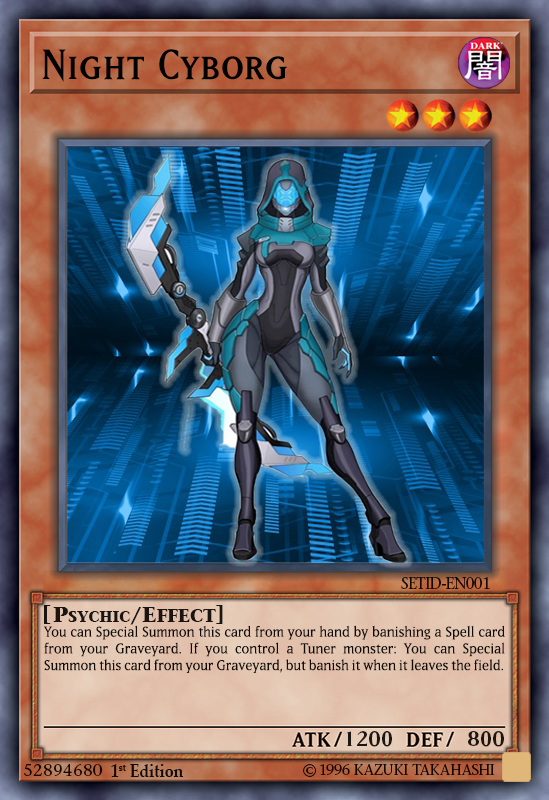 Night Cyborg
DARK
闇
SETID-EN001
[Psychic/Effect]
You can Special Summon this card from your hand by banishing a Spell card
from your Graveyard. If you control a Tuner monster: You can Special
Summon this card from your Graveyard, but banish it when it leaves the field.
ATK/1200 DEF/ 800
52894680 1st Edition © 1996 KAZUKI TAKAHASHI